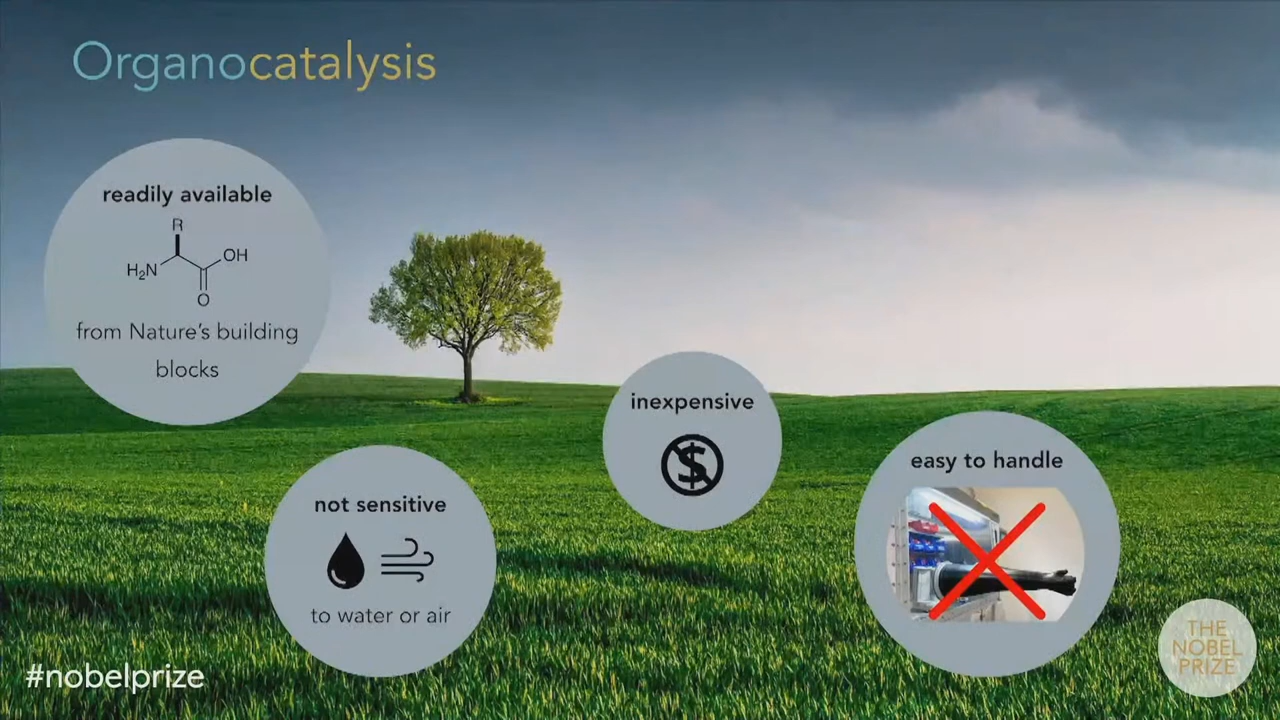 Organocatalysis
readily available
R
H₂N
OH
O
from Nature's building
blocks
not sensitive
to water or air
inexpensive
$
easy to handle
#nobelprize
THE
NOBEL
PRIZE